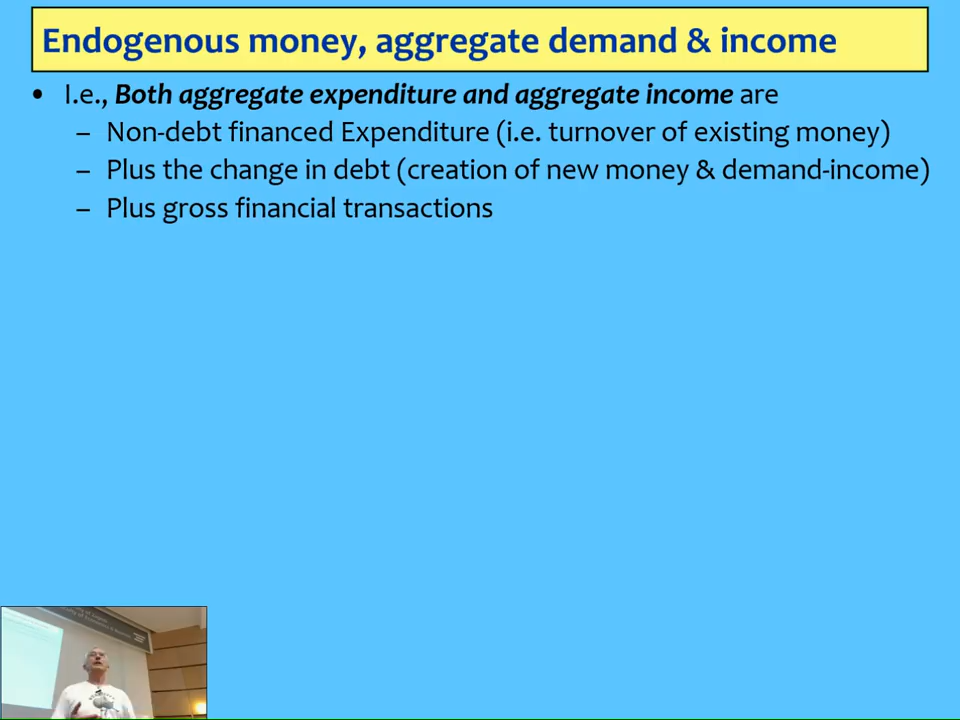 Endogenous money, aggregate demand & income
• I.e., Both aggregate expenditure and aggregate income are
– Non-debt financed Expenditure (i.e. turnover of existing money)
– Plus the change in debt (creation of new money & demand-income)
– Plus gross financial transactions